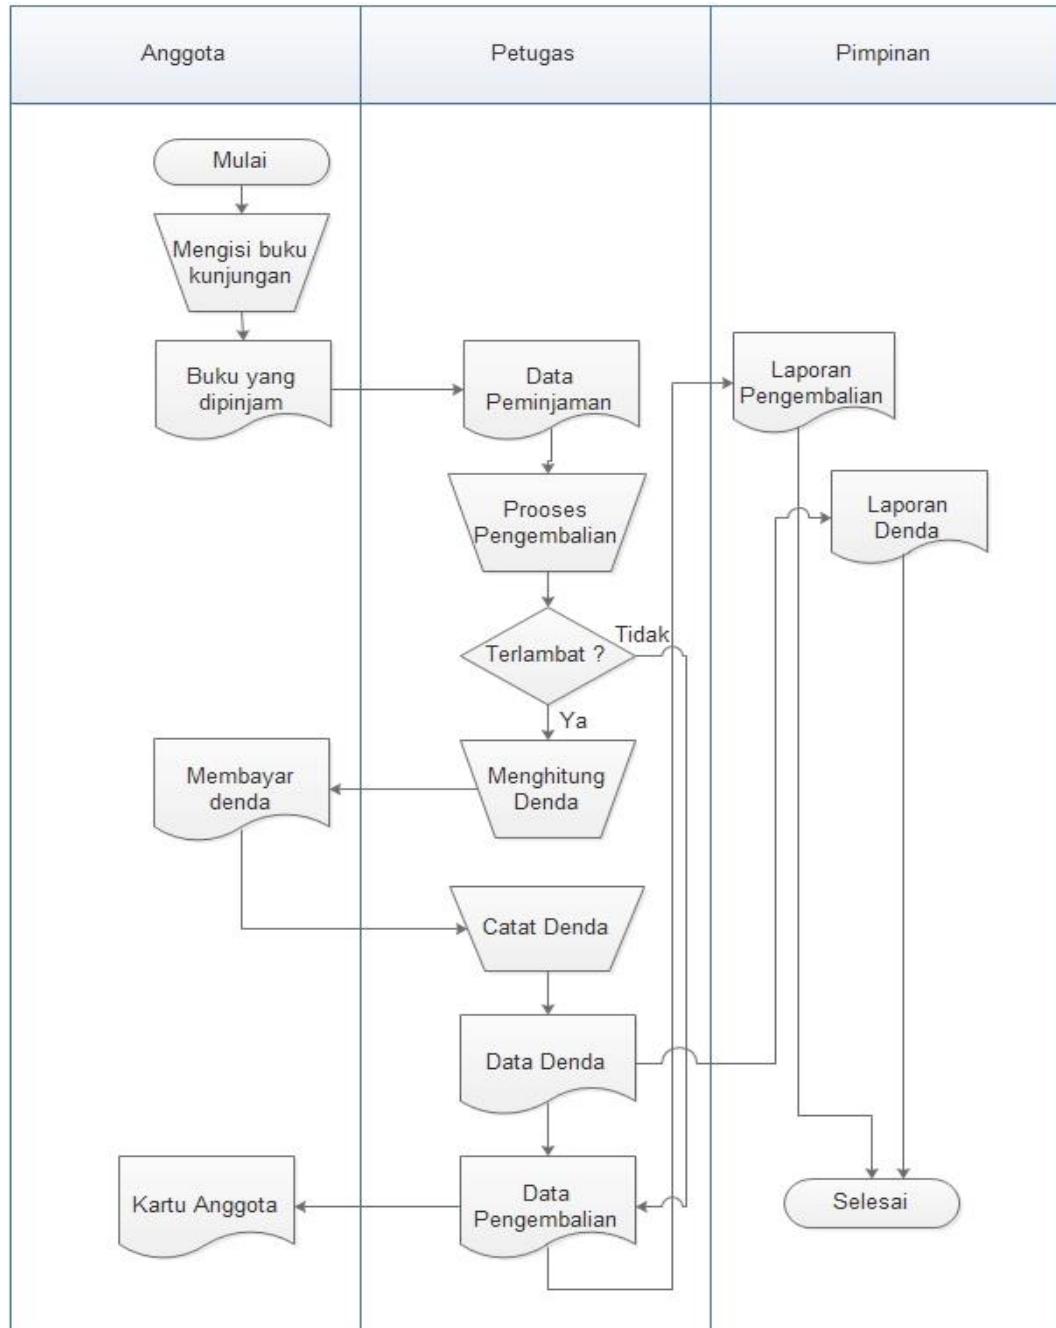 Anggota
Petugas
Pimpinan
Mulai
Mengisi buku
kunjungan
Buku yang
dipinjam
Data
Peminjaman
Laporan
Pengembalian
Prooses
Pengembalian
Laporan
Denda
Terlambat ?
Tidak
Ya
Membayar
denda
Menghitung
Denda
Catat Denda
Data Denda
Kartu Anggota
Data
Pengembalian
Selesai